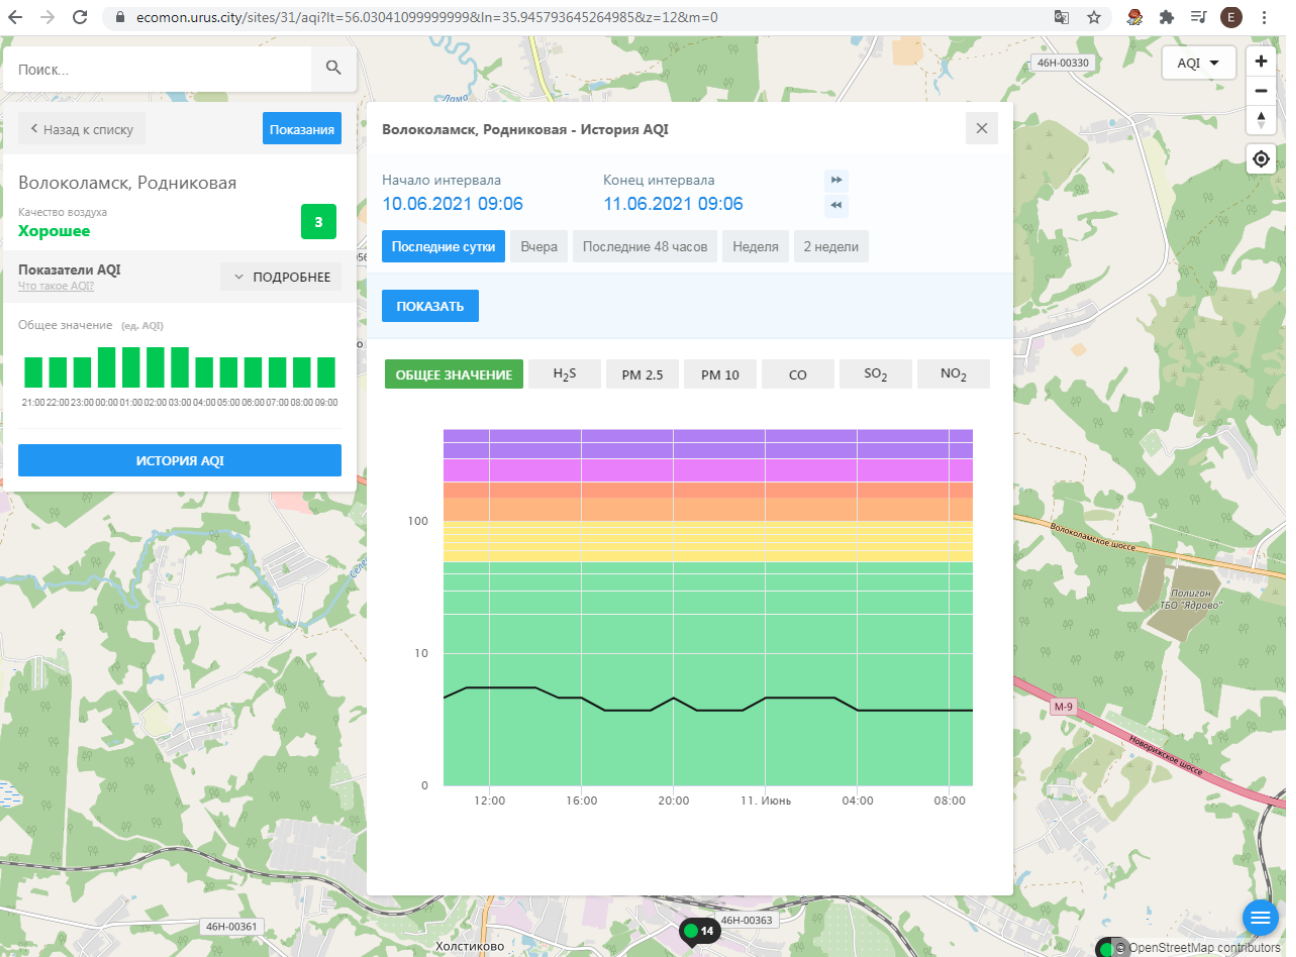 ecomon.urus.city/sites/31/aqi?lt=56.03041099999999&ln=35.945793645264985&z=12&m=0
E
Поиск...
46Н-00330
AQI
Лама
Назад к списку
Показания
Волоколамск, Родниковая
Качество воздуха
Хорошее
3
Показатели AQI
Что такое AQI?
ПОДРОБНЕЕ
Общее значение (ед. AQI)
21:00 22:00 23:00 00:00 01:00 02:00 03:00 04:00 05:00 06:00 07:00 08:00 09:00
ИСТОРИЯ AQI
Волоколамск, Родниковая - История AQI
Начало интервала
Конец интервала
10.06.2021 09:06
11.06.2021 09:06
Последние сутки
Вчера
Последние 48 часов
Неделя
2 недели
ПОКАЗАТЬ
ОБЩЕЕ ЗНАЧЕНИЕ
H₂S
PM 2.5
PM 10
CO
SO₂
NO₂
100
10
0
12:00
16:00
20:00
11. Июнь
04:00
08:00
Волоколамское шоссе
Полигон
ТБО "Ядрово"
М-9
Новорижское шоссе
46Н-00361
46Н-00363
14
Холстиково
© OpenStreetMap contributors